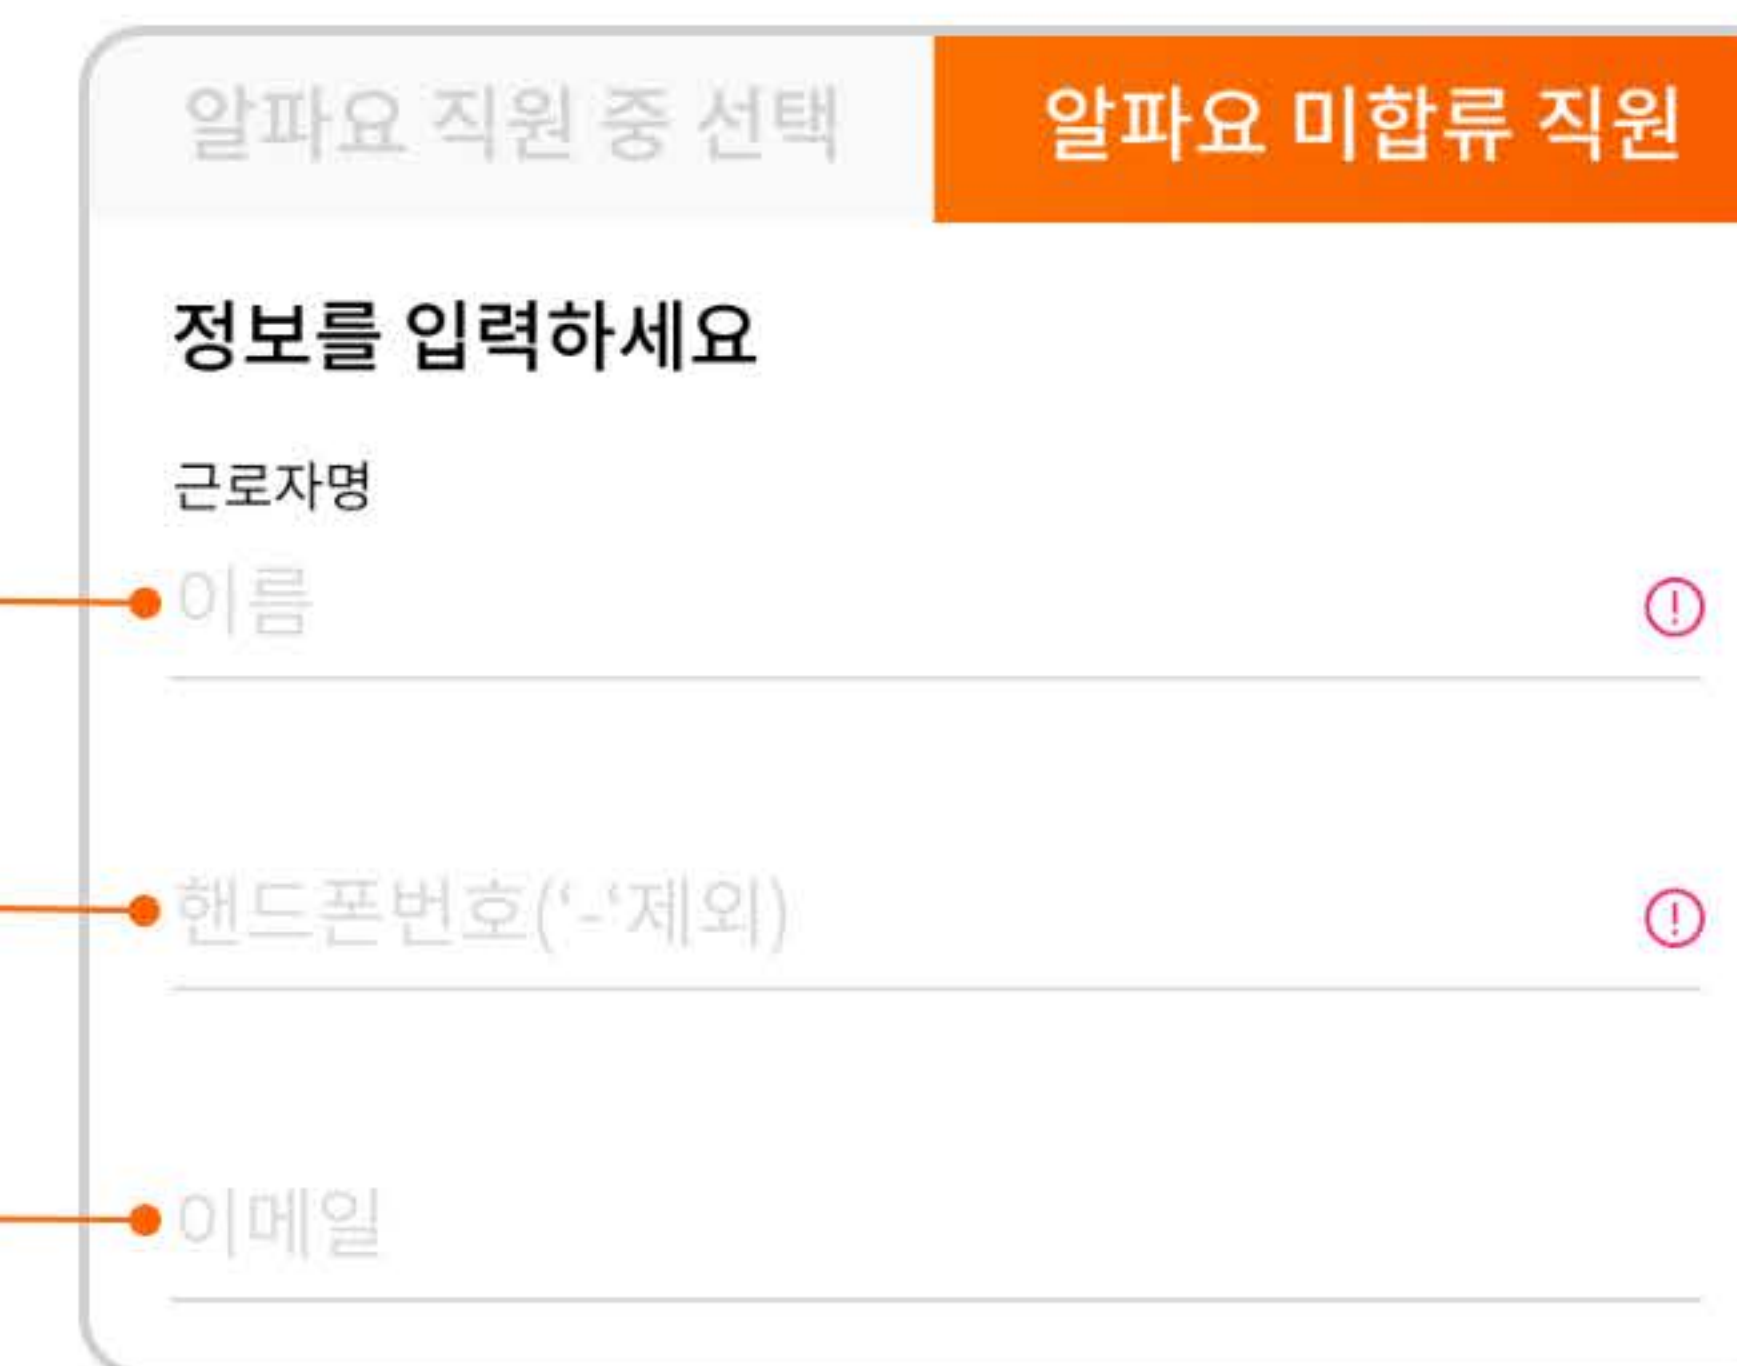 알파요 직원 중 선택 알파요 미합류 직원
정보를 입력하세요
근로자명
이름
핸드폰번호(‘-‘제외)
이메일